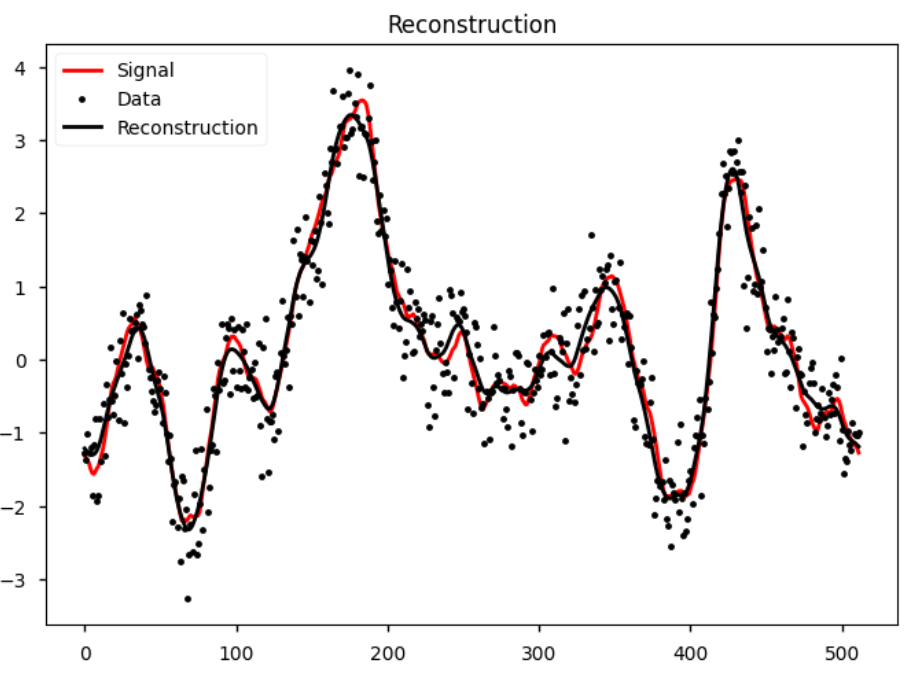 Reconstruction
Signal
Data
Reconstruction
4
3
2
1
0
−1
−2
−3
0 100 200 300 400 500